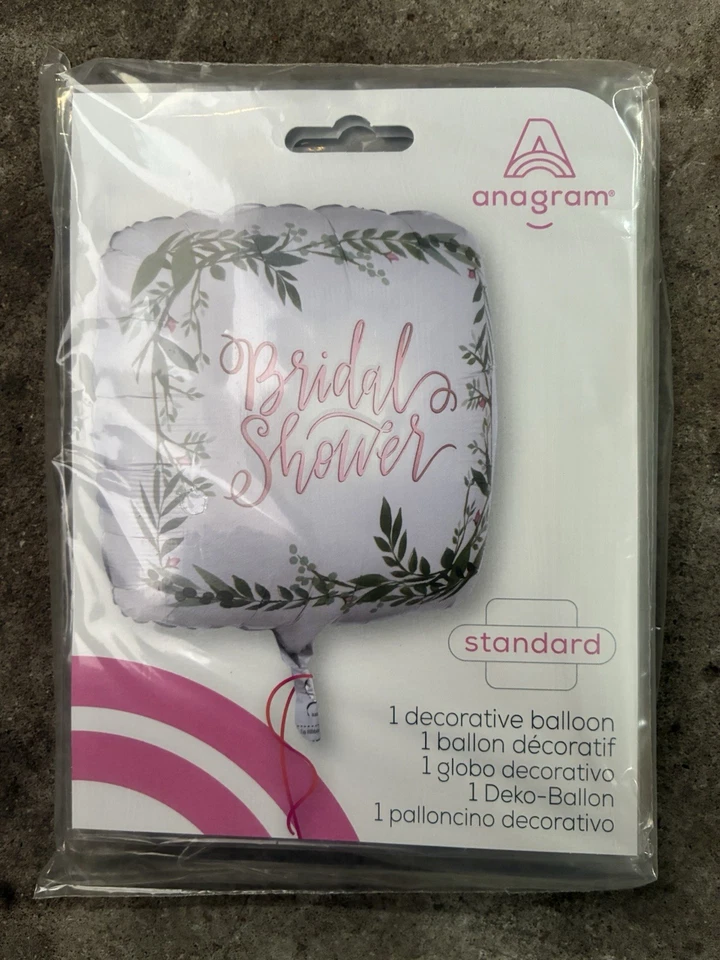 anagram®
Bridal
Shower
standard
1 decorative balloon
1 ballon décoratif
1 globo decorativo
1 Deko-Ballon
1 palloncino decorativo